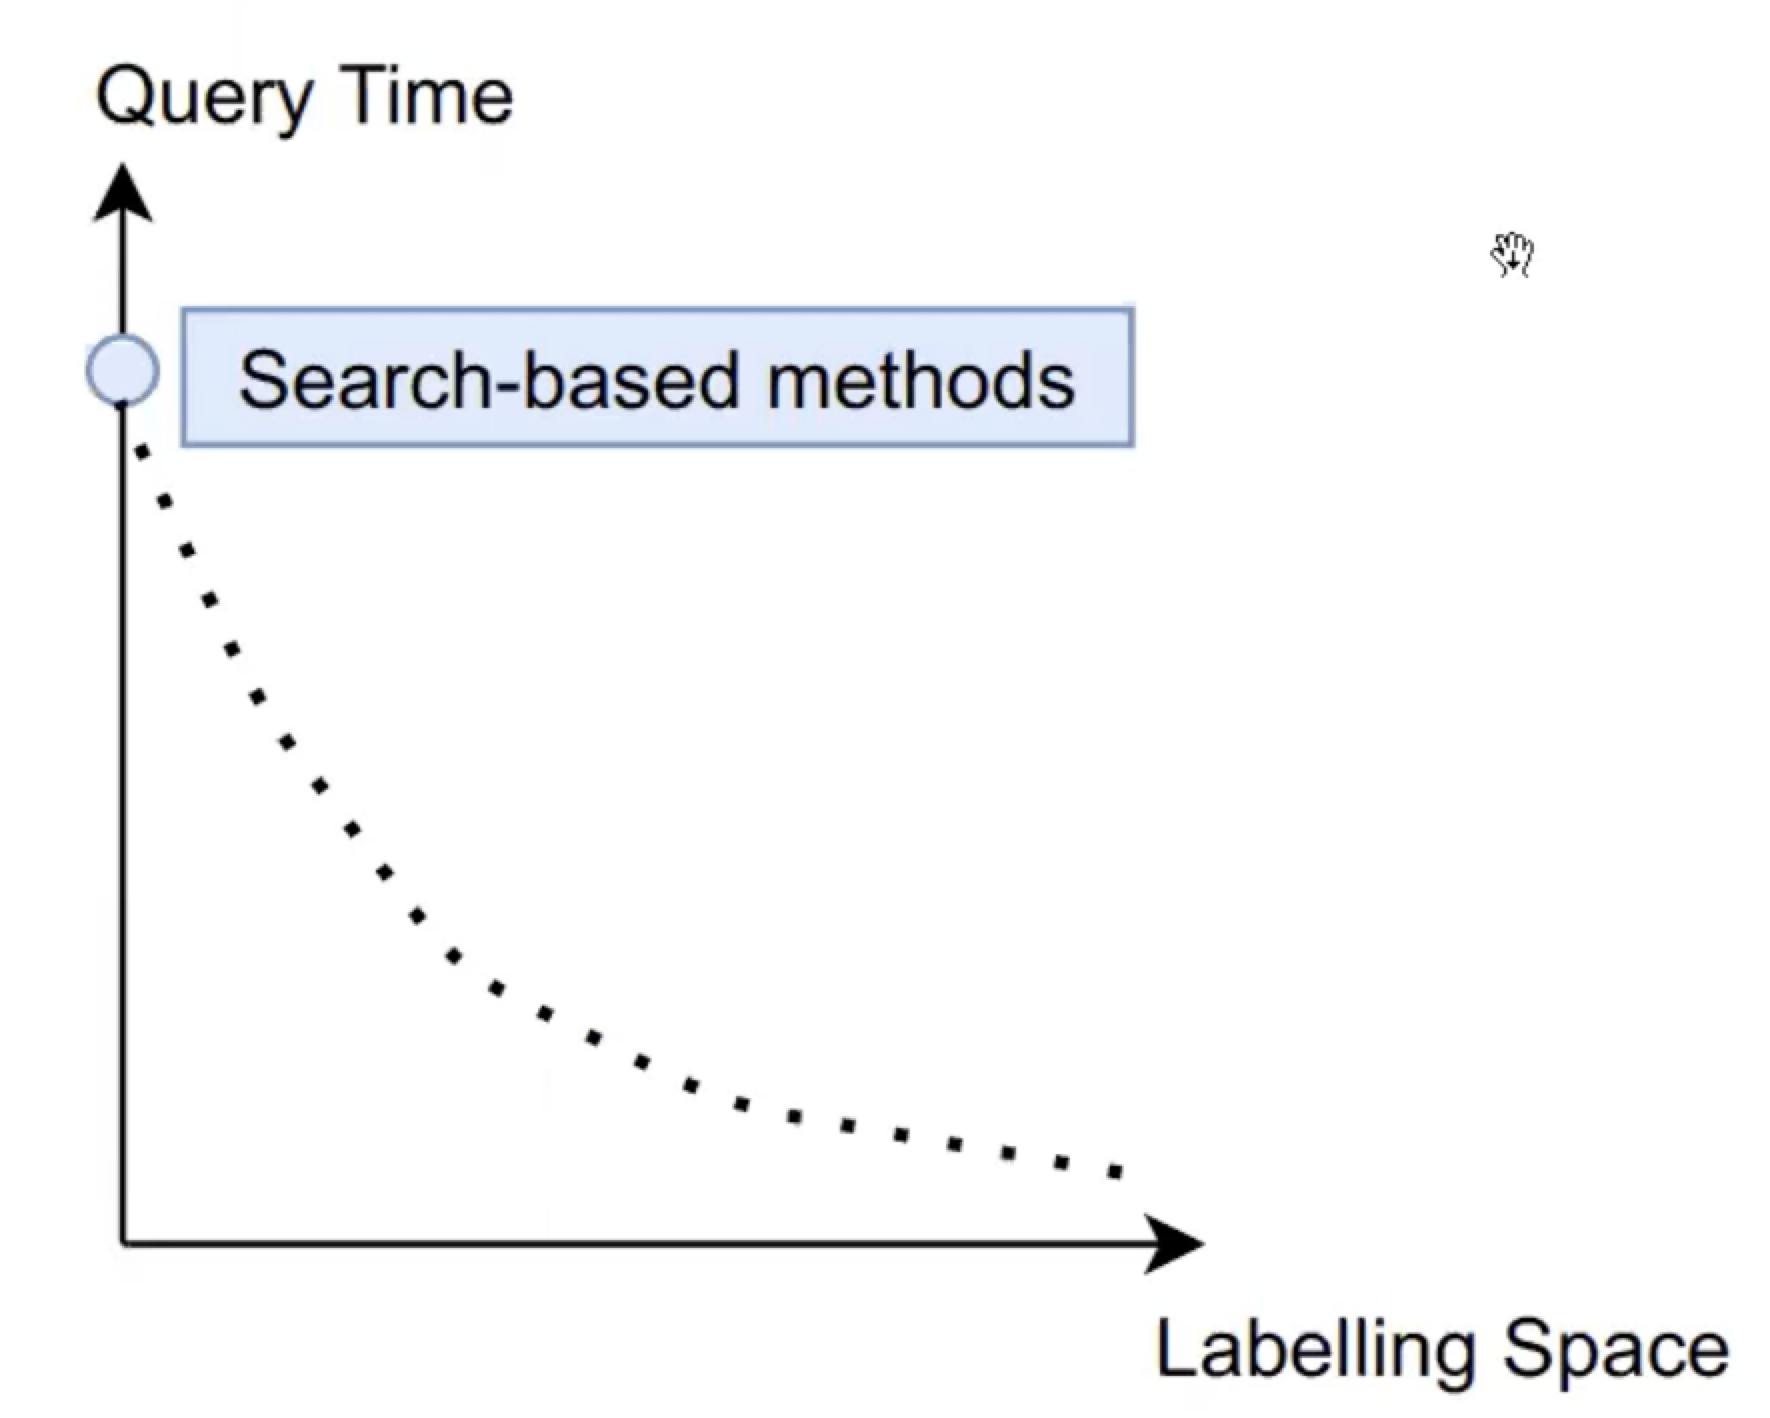 Query Time
Search-based methods
Labelling Space